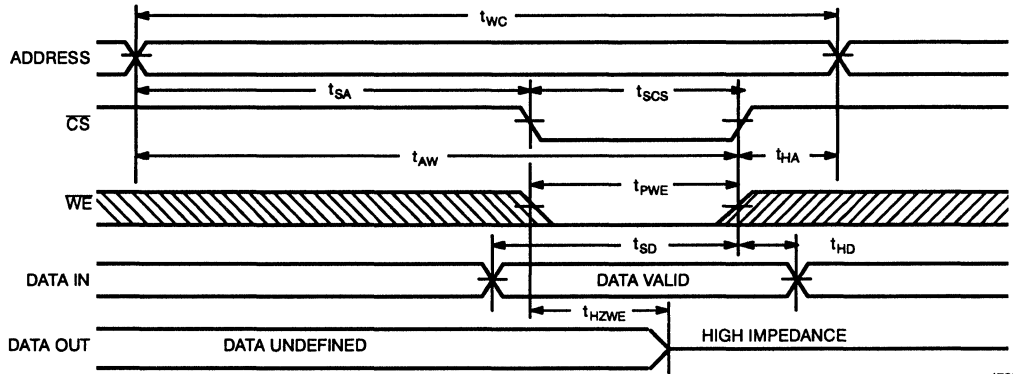 tWC
ADDRESS
tSA
tSCS
CS
tAW
tHA
WE
tPWE
tSD
tHD
DATA IN
DATA VALID
tHZWE
DATA OUT
DATA UNDEFINED
HIGH IMPEDANCE